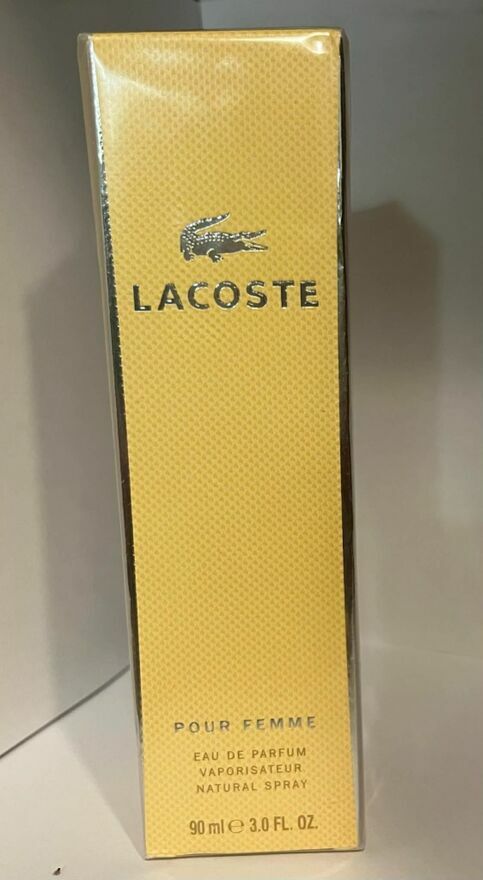 LACOSTE
POUR FEMME
EAU DE PARFUM
VAPORISATEUR
NATURAL SPRAY
90 ml ℮ 3.0 FL. OZ.